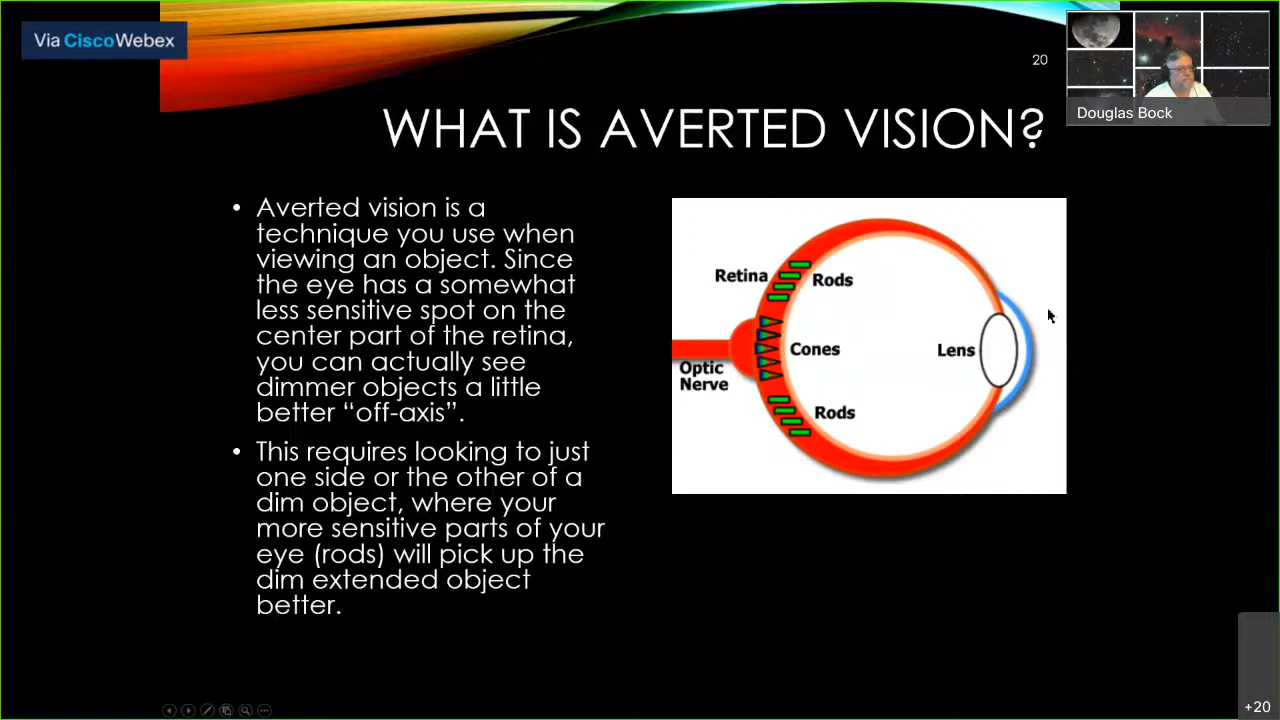 Via CiscoWebex
20
Douglas Bock
WHAT IS AVERTED VISION?
• Averted vision is a
technique you use when
viewing an object. Since
the eye has a somewhat
less sensitive spot on the
center part of the retina,
you can actually see
dimmer objects a little
better “off-axis”.
• This requires looking to just
one side or the other of a
dim object, where your
more sensitive parts of your
eye (rods) will pick up the
dim extended object
better.
Retina
Rods
Cones
Lens
Optic
Nerve
Rods
+20